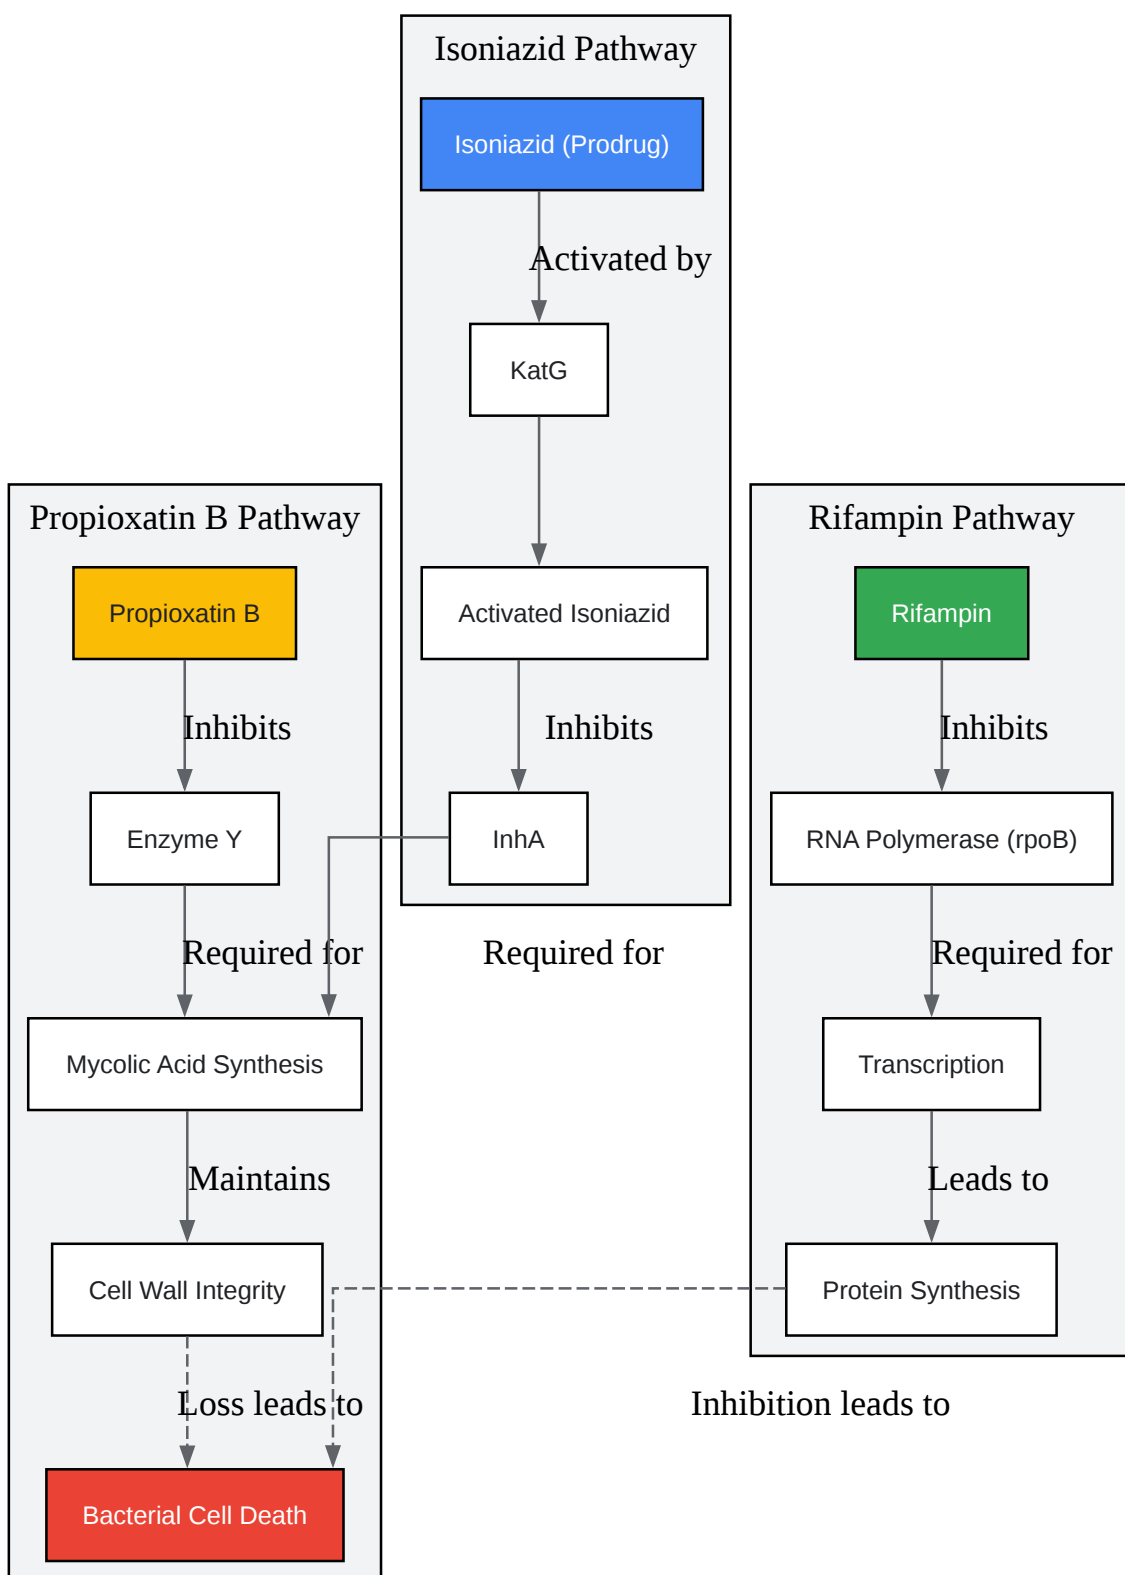 Isoniazid Pathway
Isoniazid (Prodrug)
Activated by
KatG
Activated Isoniazid
Inhibits
InhA
Required for
Propioxatin B Pathway
Propioxatin B
Inhibits
Enzyme Y
Required for
Mycolic Acid Synthesis
Maintains
Cell Wall Integrity
Loss leads to
Bacterial Cell Death
Rifampin Pathway
Rifampin
Inhibits
RNA Polymerase (rpoB)
Required for
Transcription
Leads to
Protein Synthesis
Inhibition leads to